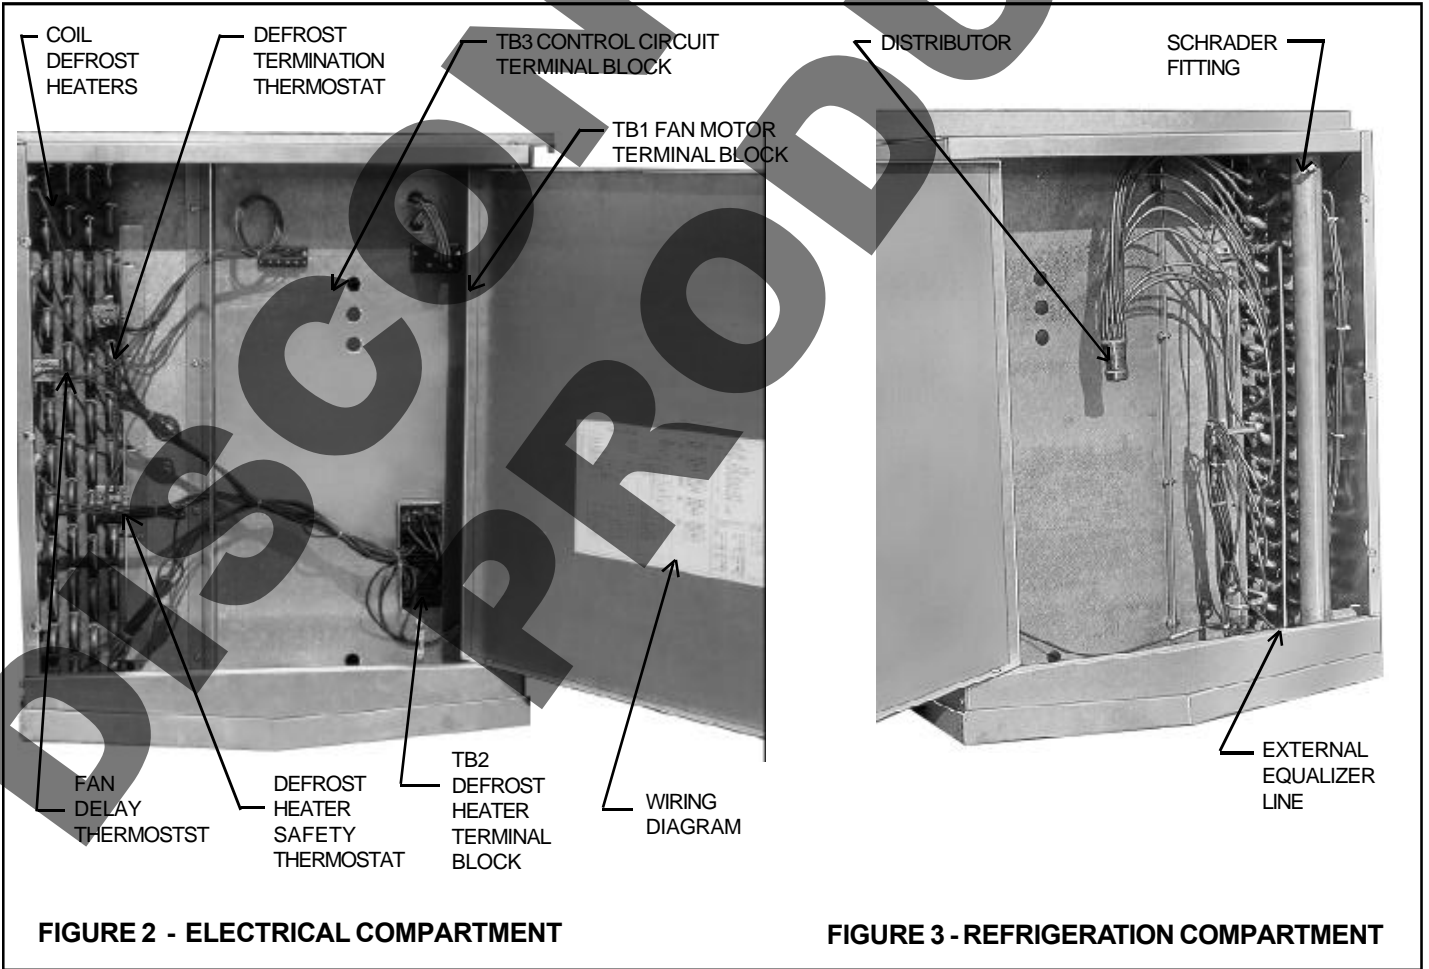 COIL
DEFROST
HEATERS
DEFROST
TERMINATION
THERMOSTAT
TB3 CONTROL CIRCUIT
TERMINAL BLOCK
TB1 FAN MOTOR
TERMINAL BLOCK
DISTRIBUTOR
SCHRADER
FITTING
FAN
DELAY
THERMOSTST
DEFROST
HEATER
SAFETY
THERMOSTAT
TB2
DEFROST
HEATER
TERMINAL
BLOCK
WIRING
DIAGRAM
EXTERNAL
EQUALIZER
LINE
FIGURE 2 - ELECTRICAL COMPARTMENT
FIGURE 3 - REFRIGERATION COMPARTMENT
DISCON
PRODU